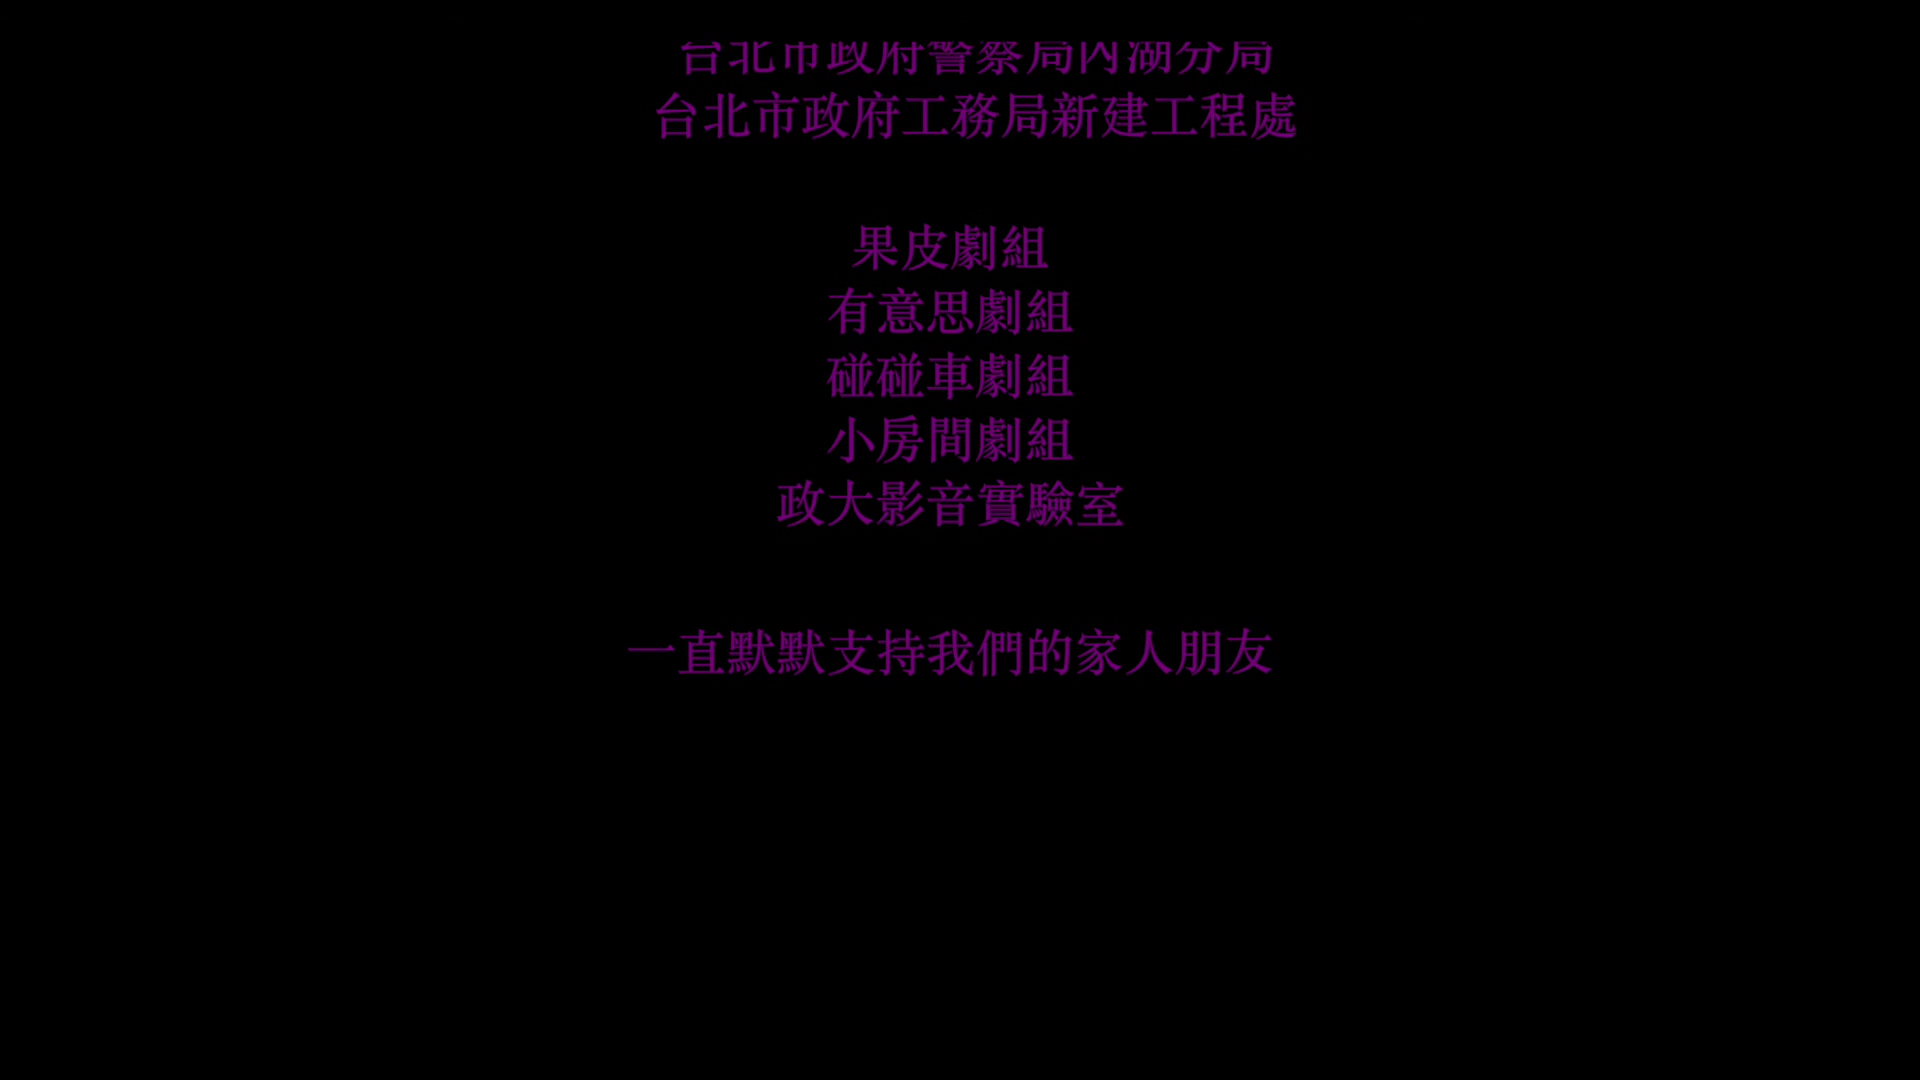 台北市政府警察局內湖分局
台北市政府工務局新建工程處
果皮劇組
有意思劇組
碰碰車劇組
小房間劇組
政大影音實驗室
一直默默支持我們的家人朋友